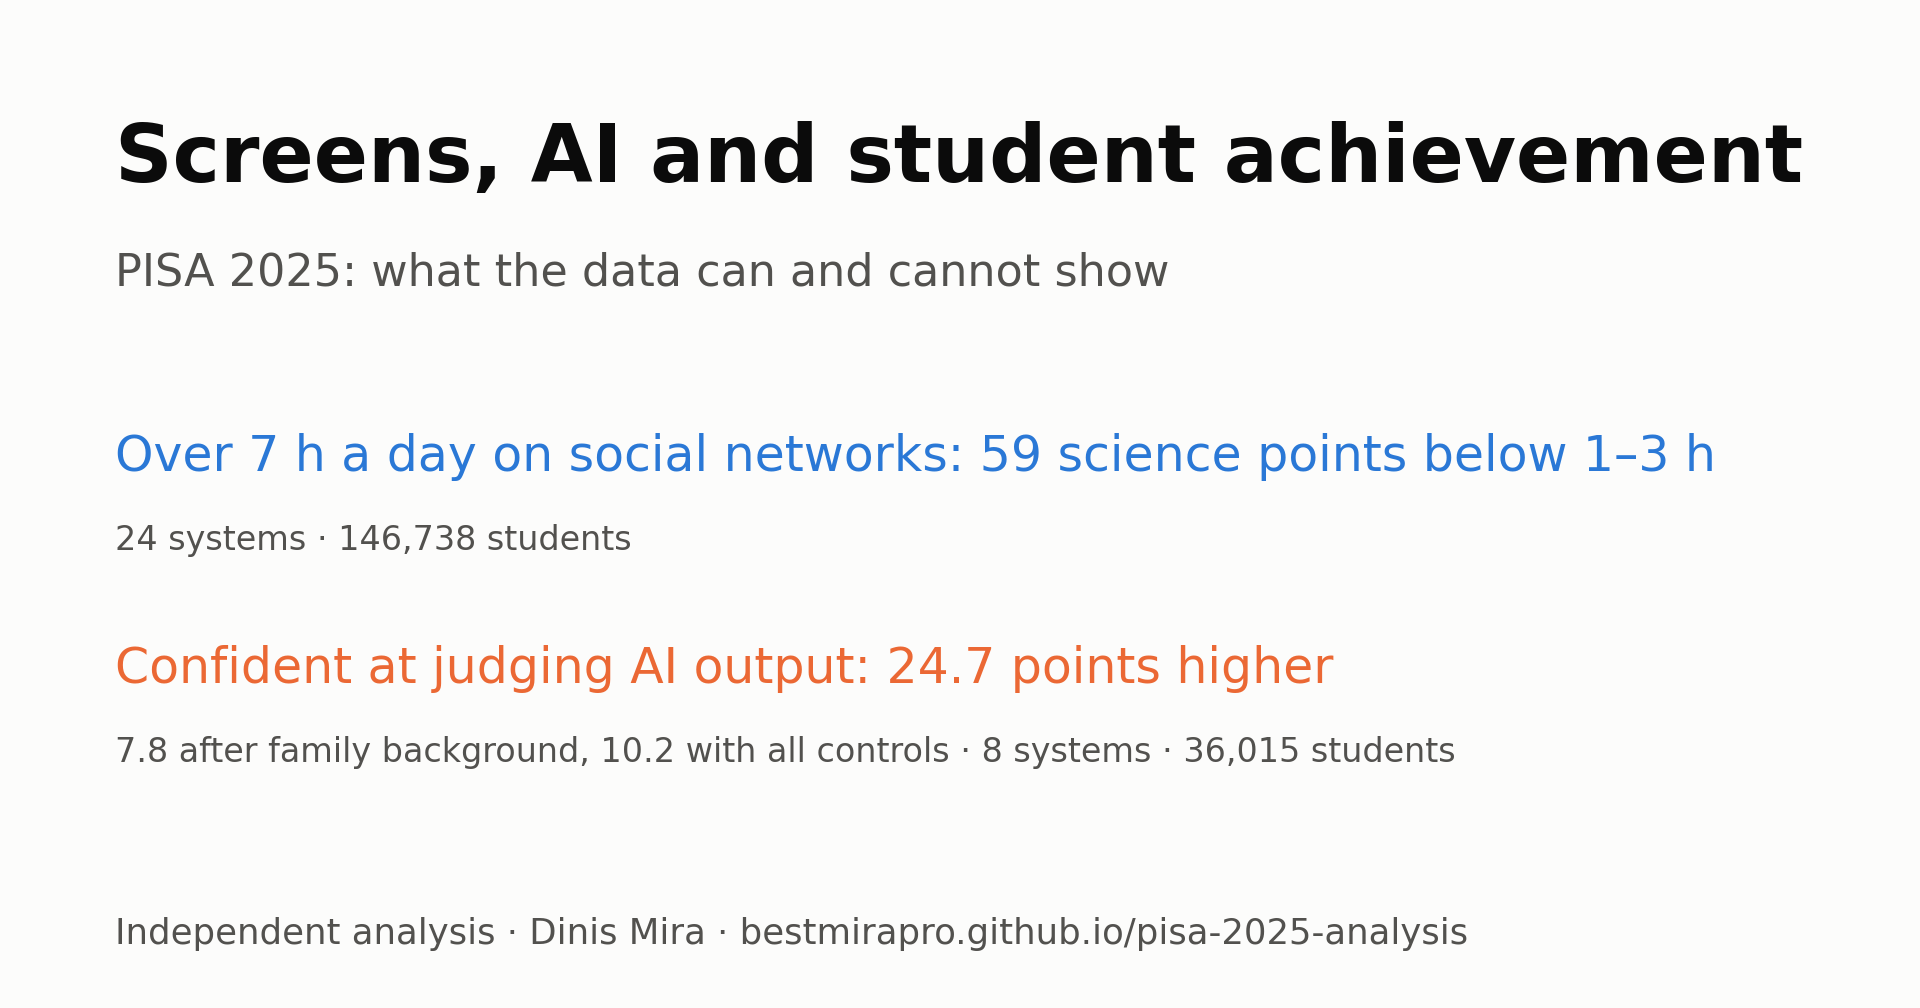 Screens, AI and student achievement
PISA 2025: what the data can and cannot show
Over 7 h a day on social networks: 59 science points below 1–3 h
24 systems · 146,738 students
Confident at judging AI output: 24.7 points higher
7.8 after family background, 10.2 with all controls · 8 systems · 36,015 students
Independent analysis · Dinis Mira · bestmirapro.github.io/pisa-2025-analysis